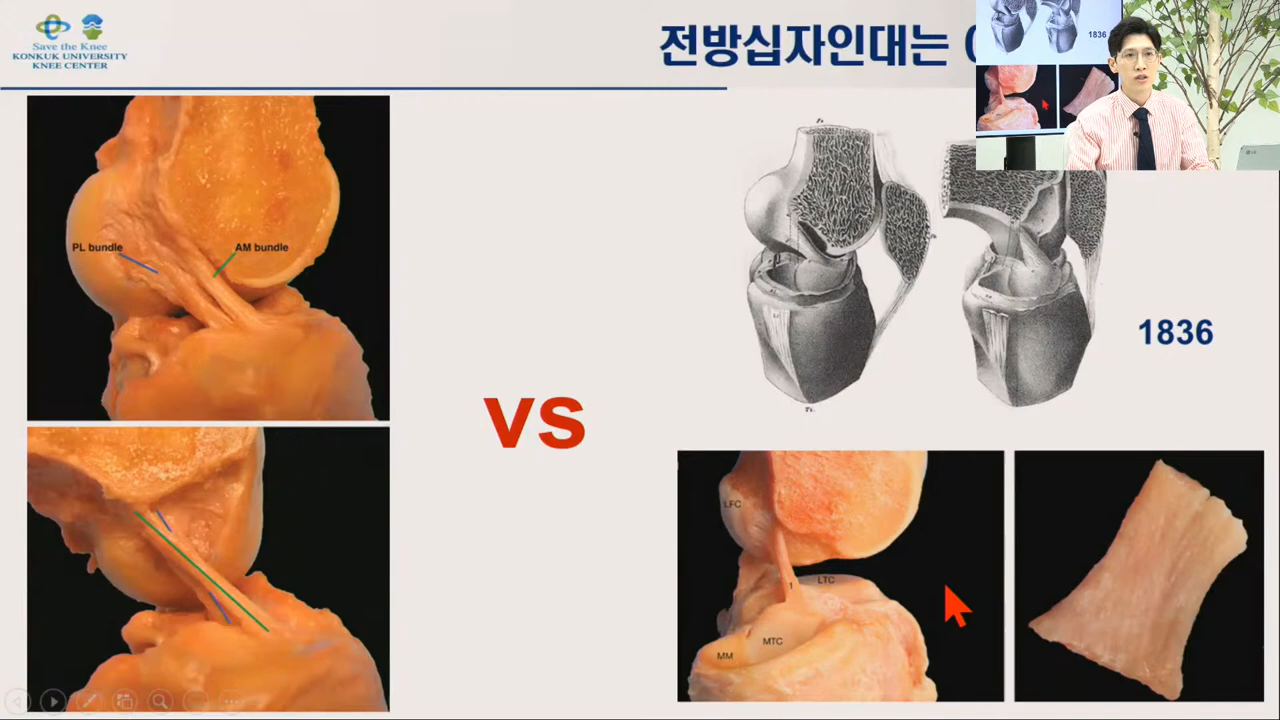 Save the Knee
KONKUK UNIVERSITY
KNEE CENTER
전방십자인대는
1836
PL bundle
AM bundle
1836
VS
LFC
1
LTC
MTC
MM